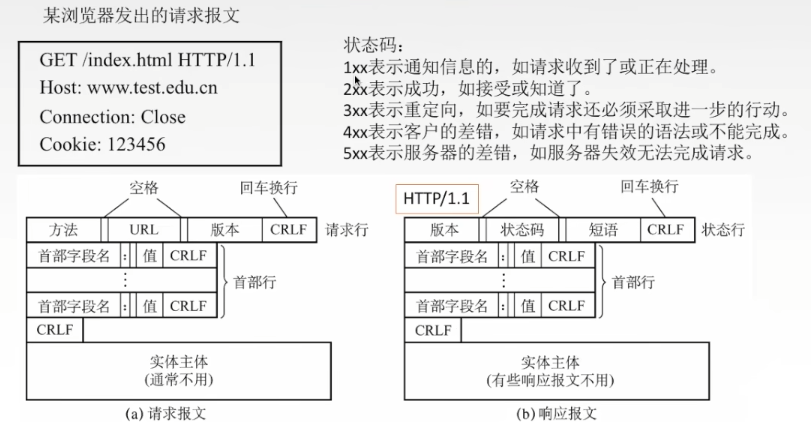 某浏览器发出的请求报文
GET /index.html HTTP/1.1
Host: www.test.edu.cn
Connection: Close
Cookie: 123456
状态码：
1xx表示通知信息的，如请求收到了或正在处理。
2xx表示成功，如接受或知道了。
3xx表示重定向，如要完成请求还必须采取进一步的行动。
4xx表示客户的差错，如请求中有错误的语法或不能完成。
5xx表示服务器的差错，如服务器失效无法完成请求。
空格 回车换行
方法 URL 版本 CRLF 请求行
首部字段名 : 值 CRLF
⋮ 首部行
首部字段名 : 值 CRLF
CRLF
实体主体
(通常不用)
(a) 请求报文
HTTP/1.1
空格 回车换行
版本 状态码 短语 CRLF 状态行
首部字段名 : 值 CRLF
⋮ 首部行
首部字段名 : 值 CRLF
CRLF
实体主体
(有些响应报文不用)
(b) 响应报文